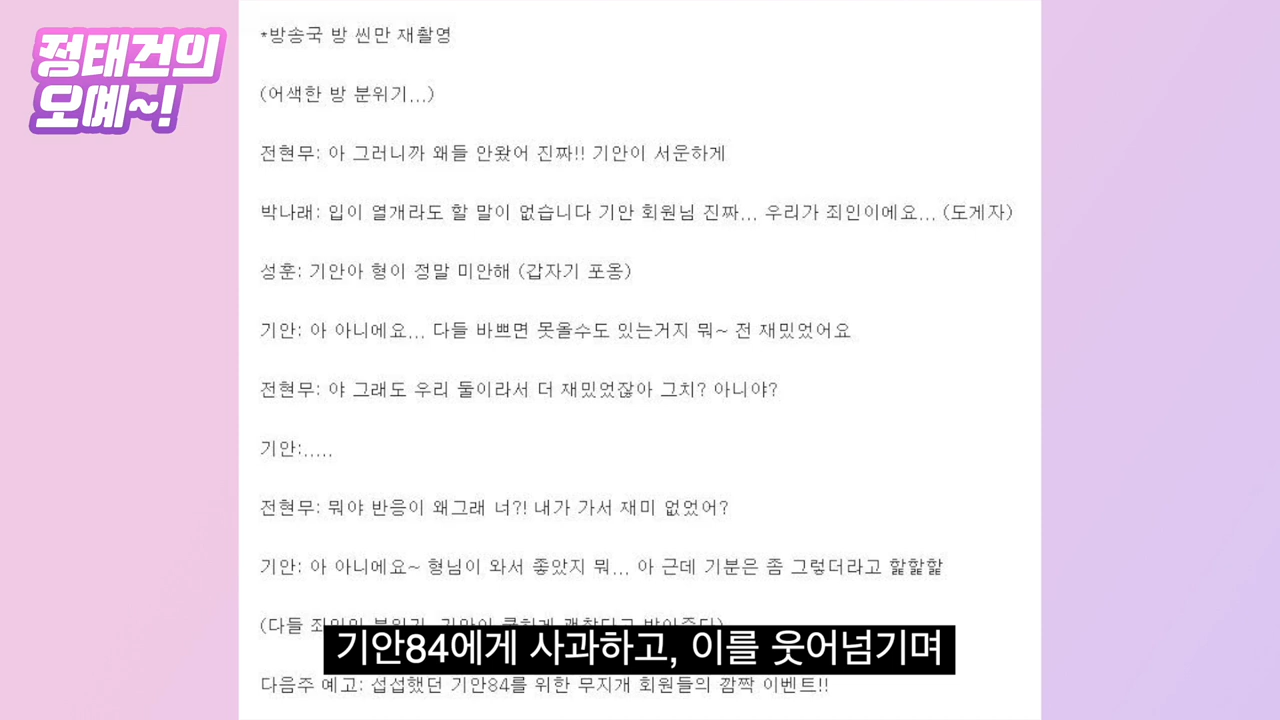 정태건의
오예~!
*방송국 방 씬만 재촬영
(어색한 방 분위기...)
전현무: 아 그러니까 왜들 안왔어 진짜!! 기안이 서운하게
박나래: 입이 열개라도 할 말이 없습니다 기안 회원님 진짜... 우리가 죄인이에요... (도게자)
성훈: 기안아 형이 정말 미안해 (갑자기 포옹)
기안: 아 아니에요... 다들 바쁘면 못올수도 있는거지 뭐~ 전 재밌었어요
전현무: 야 그래도 우리 둘이라서 더 재밌었잖아 그치? 아니야?
기안:.....
전현무: 뭐야 반응이 왜그래 너?! 내가 가서 재미 없었어?
기안: 아 아니에요~ 형님이 와서 좋았지 뭐... 아 근데 기분은 좀 그렇더라고 핥핥핥
(다들
기안84에게 사과하고, 이를 웃어넘기며
다음주 예고: 섭섭했던 기안84를 위한 무지개 회원들의 깜짝 이벤트!!